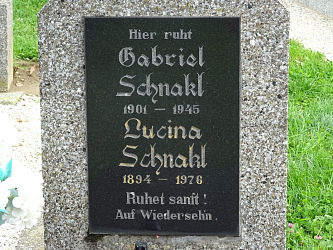 Hier ruht
Gabriel
Schnakl
1901 – 1945
Lucina
Schnakl
1894 – 1976
Ruhet sanft!
Auf Wiedersehn.